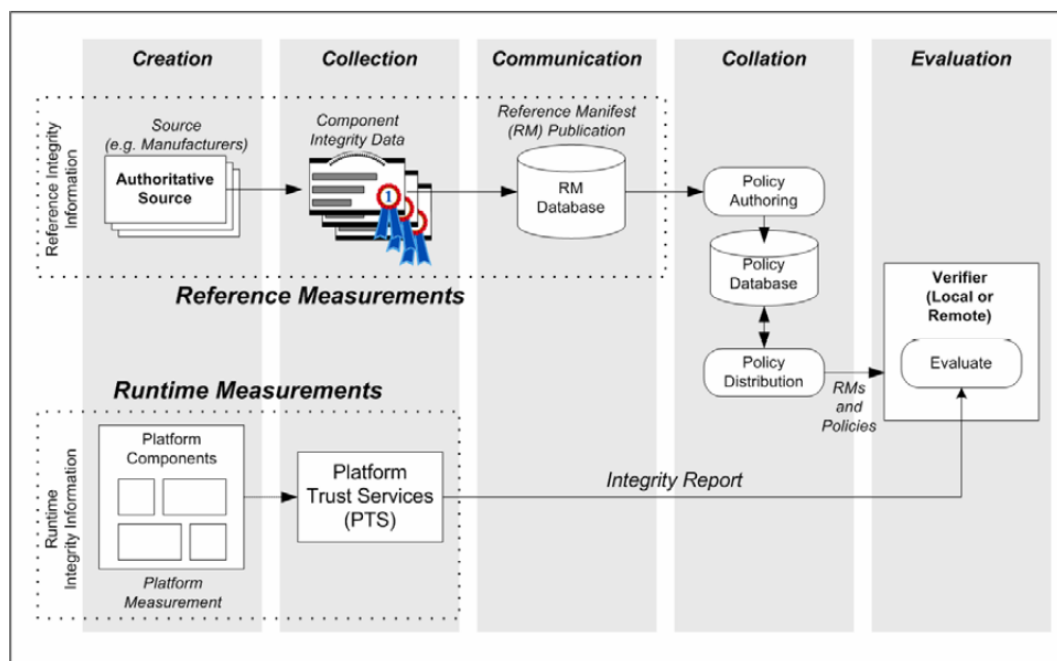 Creation
Collection
Communication
Collation
Evaluation
Reference Integrity
Information
Source
(e.g. Manufacturers)
Authoritative
Source
Component
Integrity Data
1
Reference Manifest
(RM) Publication
RM
Database
Policy
Authoring
Policy
Database
Policy
Distribution
RMs
and
Policies
Verifier
(Local or
Remote)
Evaluate
Reference Measurements
Runtime Measurements
Runtime
Integrity Information
Platform
Components
Platform
Measurement
Platform
Trust Services
(PTS)
Integrity Report